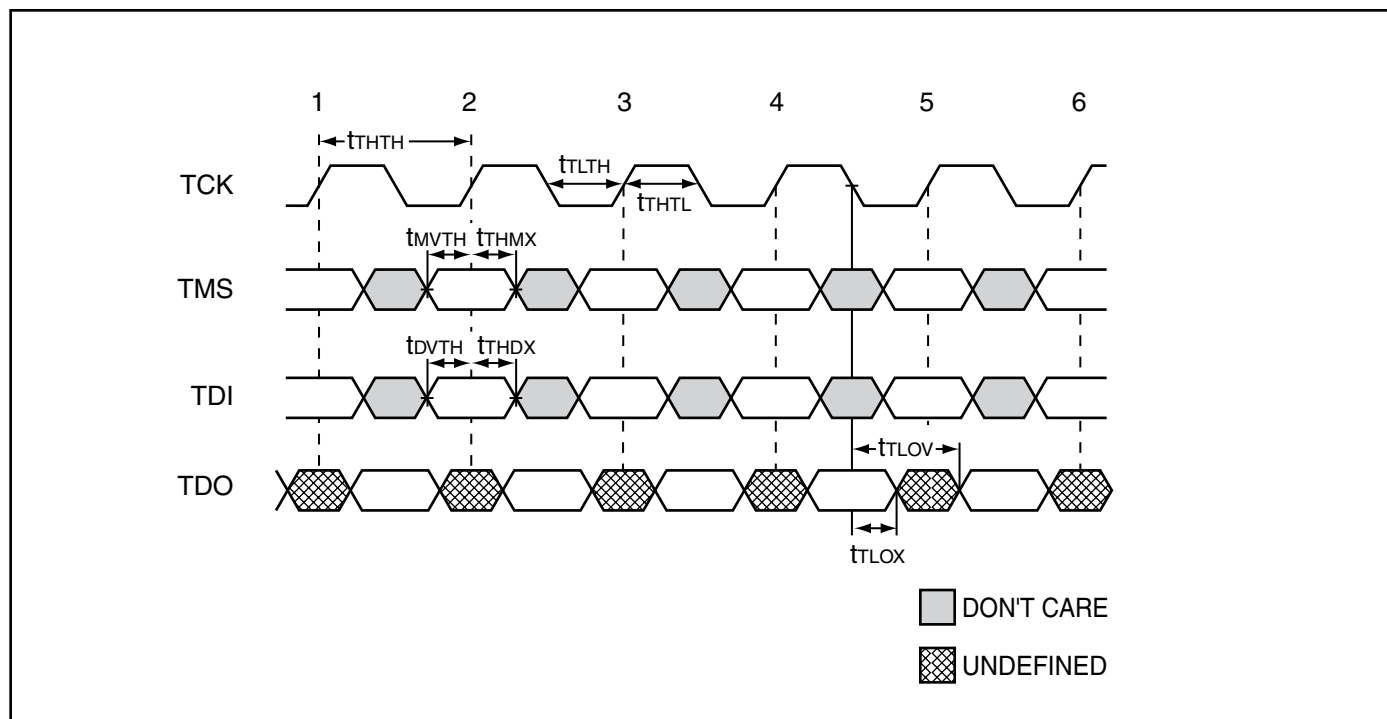 1 2 3 4 5 6
tTHTH
tTLTH
TCK
tTHTL
tMVTH tTHMX
TMS
tDVTH tTHDX
TDI
tTLOV
TDO
tTLOX
DON'T CARE
UNDEFINED